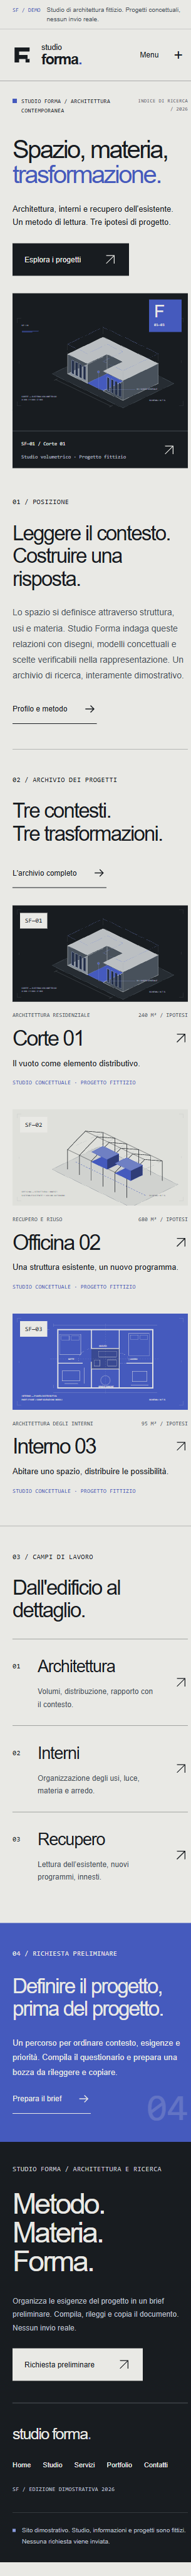 SF / DEMO Studio di architettura fittizio. Progetti concettuali,
nessun invio reale.
studio
forma.
Menu
STUDIO FORMA / ARCHITETTURA
CONTEMPORANEA
INDICE DI RICERCA
/ 2026
Spazio, materia,
trasformazione.
Architettura, interni e recupero dell'esistente.
Un metodo di lettura. Tre ipotesi di progetto.
Esplora i progetti
F
SF—01 / Corte 01
Studio volumetrico · Progetto fittizio
01 / POSIZIONE
Leggere il contesto.
Costruire una
risposta.
Lo spazio si definisce attraverso struttura,
usi e materia. Studio Forma indaga queste
relazioni con disegni, modelli concettuali e
scelte verificabili nella rappresentazione. Un
archivio di ricerca, interamente dimostrativo.
Profilo e metodo
02 / ARCHIVIO DEI PROGETTI
Tre contesti.
Tre trasformazioni.
L'archivio completo
SF—01
ARCHITETTURA RESIDENZIALE
240 M² / IPOTESI
Corte 01
Il vuoto come elemento distributivo.
STUDIO CONCETTUALE · PROGETTO FITTIZIO
SF—02
RECUPERO E RIUSO
680 M² / IPOTESI
Officina 02
Una struttura esistente, un nuovo programma.
STUDIO CONCETTUALE · PROGETTO FITTIZIO
SF—03
ARCHITETTURA DEGLI INTERNI
95 M² / IPOTESI
Interno 03
Abitare uno spazio, distribuire le possibilità.
STUDIO CONCETTUALE · PROGETTO FITTIZIO
03 / CAMPI DI LAVORO
Dall'edificio al
dettaglio.
01 Architettura
Volumi, distribuzione, rapporto con
il contesto.
02 Interni
Organizzazione degli usi, luce,
materia e arredo.
03 Recupero
Lettura dell'esistente, nuovi
programmi, innesti.
04 / RICHIESTA PRELIMINARE
Definire il progetto,
prima del progetto.
Un percorso per ordinare contesto, esigenze e
priorità. Compila il questionario e prepara una
bozza da rileggere e copiare.
Prepara il brief
04
STUDIO FORMA / ARCHITETTURA E RICERCA
Metodo.
Materia.
Forma.
Organizza le esigenze del progetto in un brief
preliminare. Compila, rileggi e copia il documento.
Nessun invio reale.
Richiesta preliminare
studio forma.
Home Studio Servizi Portfolio Contatti
SF / EDIZIONE DIMOSTRATIVA 2026
Sito dimostrativo. Studio, informazioni e progetti sono fittizi.
Nessuna richiesta viene inviata.